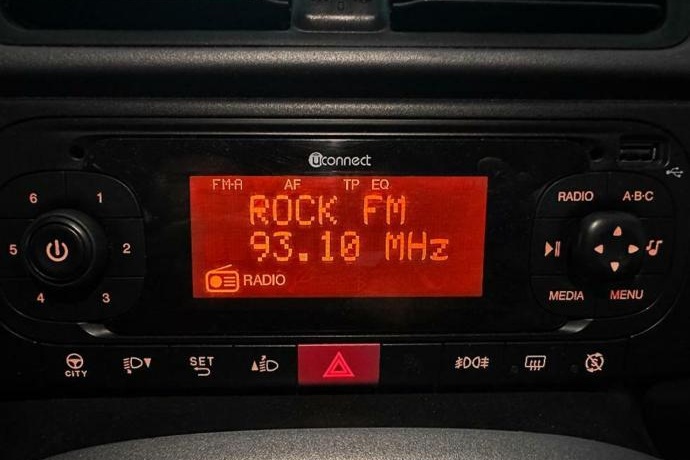 uconnect
FM-A AF TP EQ
ROCK FM
93.10 MHz
RADIO
6 1
5 2
4 3
RADIO A·B·C
MEDIA MENU
CITY
SET